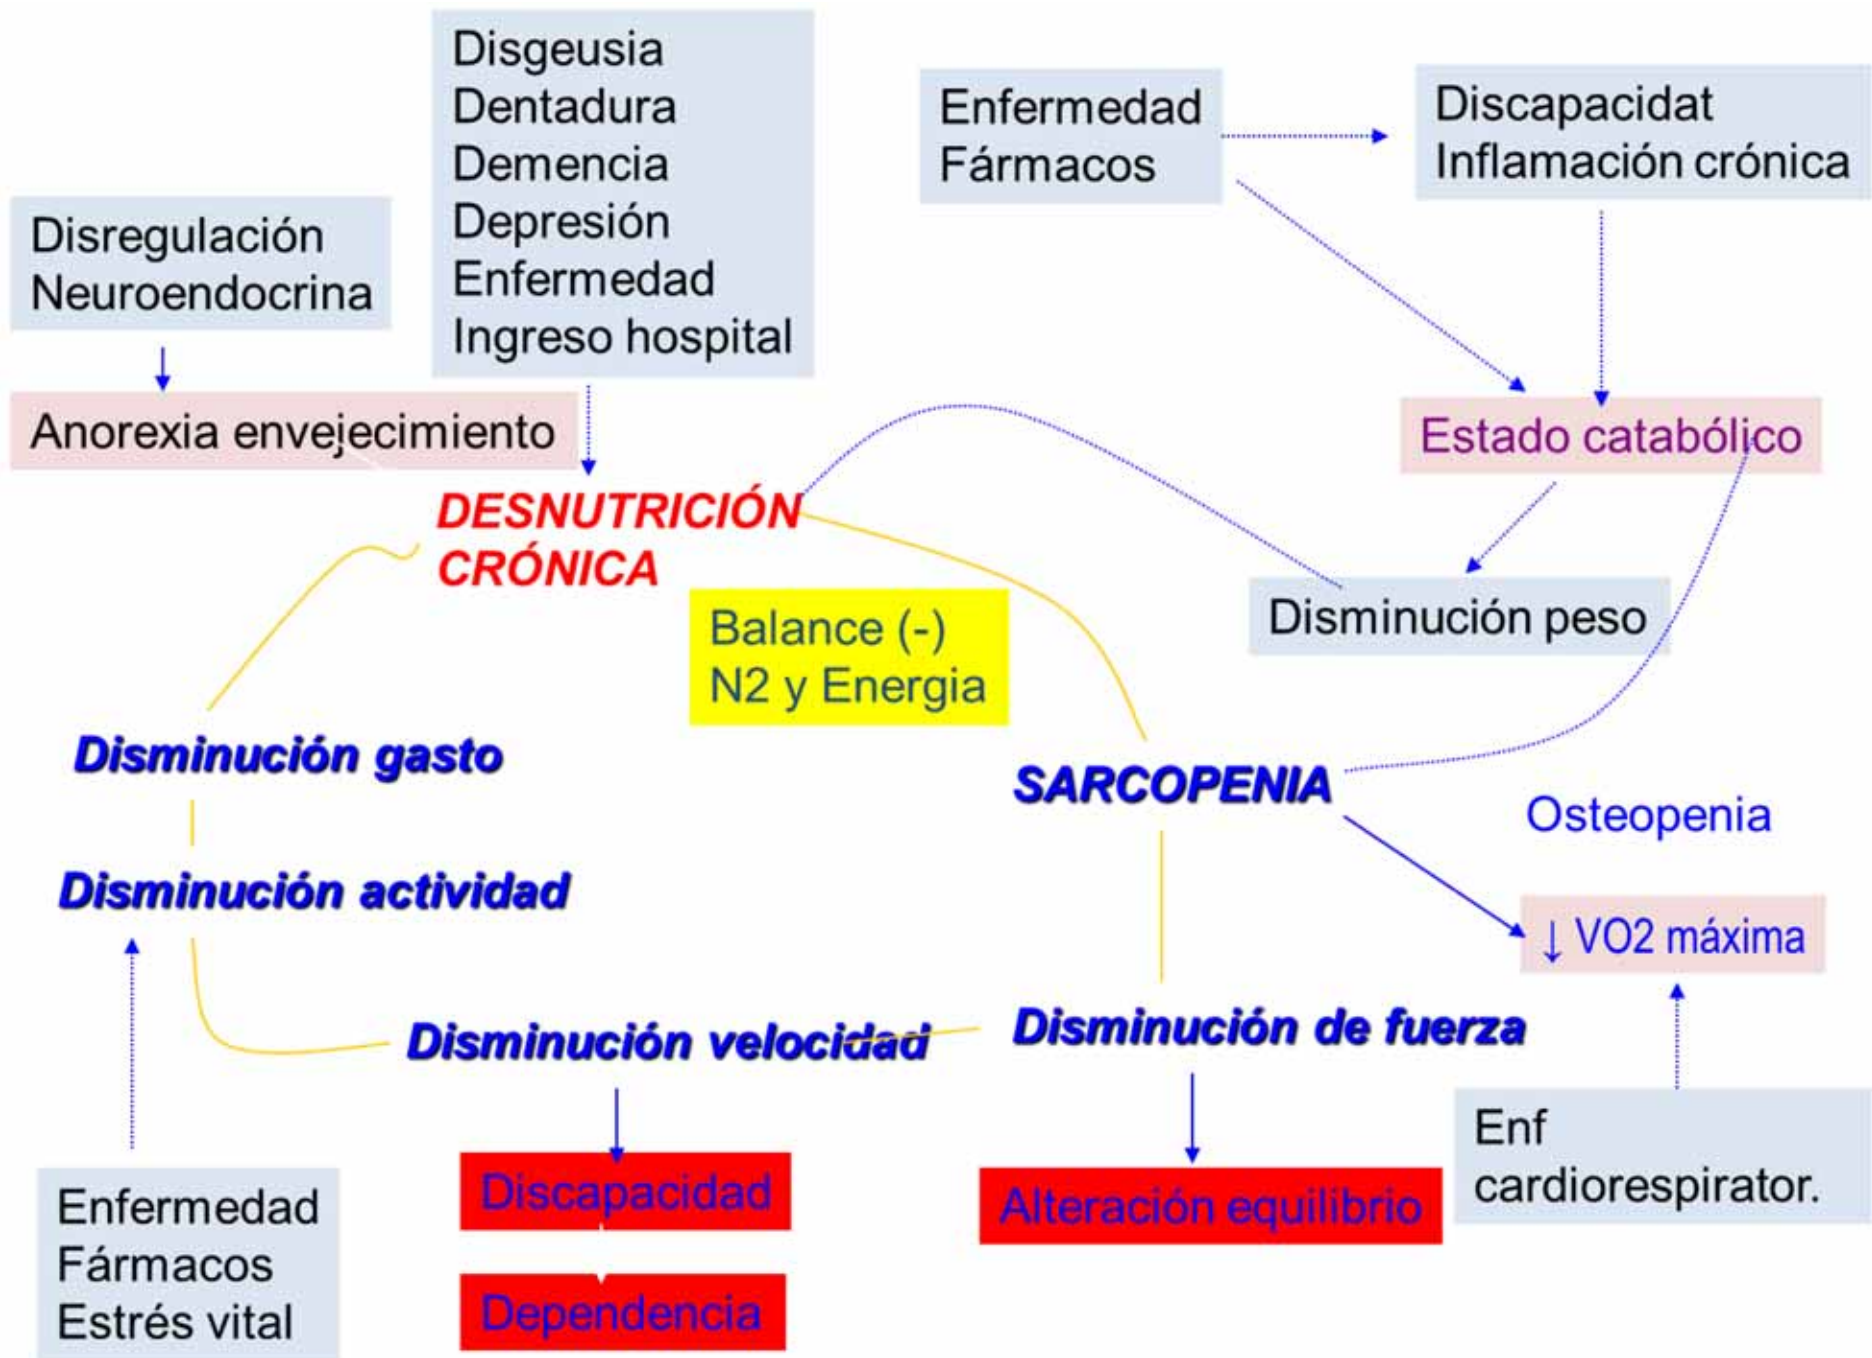 Disgeusia
Dentadura
Demencia
Depresión
Enfermedad
Ingreso hospital
Enfermedad
Fármacos
Discapacidat
Inflamación crónica
Disregulación
Neuroendocrina
Anorexia envejecimiento
Estado catabólico
DESNUTRICIÓN
CRÓNICA
Balance (-)
N2 y Energia
Disminución peso
Disminución gasto
SARCOPENIA
Osteopenia
Disminución actividad
↓ VO2 máxima
Disminución velocidad
Disminución de fuerza
Enf
cardiorespirator.
Discapacidad
Alteración equilibrio
Enfermedad
Fármacos
Estrés vital
Dependencia